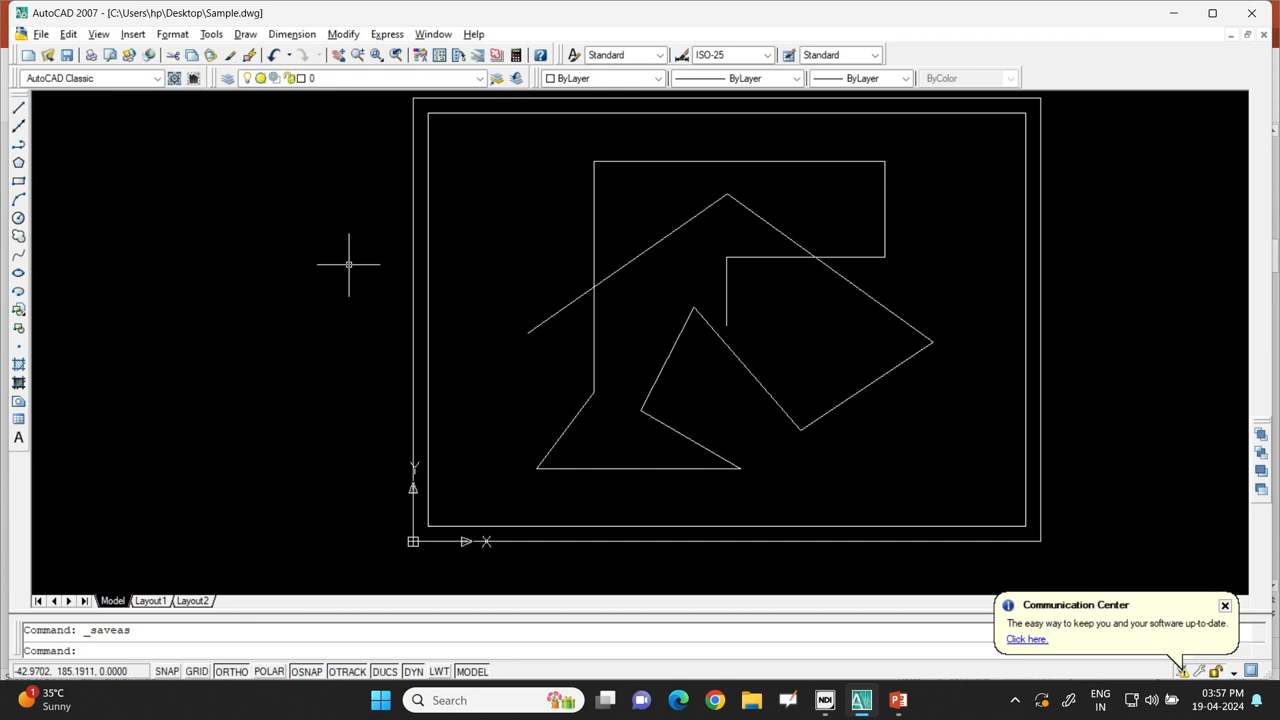 AutoCAD 2007 - [C:\Users\hp\Desktop\Sample.dwg]
File Edit View Insert Format Tools Draw Dimension Modify Express Window Help
Standard ISO-25 Standard
AutoCAD Classic 0 ByLayer ByLayer ByLayer ByColor
Y
X
Model Layout1 Layout2
Command: _saveas
Command:
Communication Center
The easy way to keep you and your software up-to-date.
Click here.
-42.9702, 185.1911, 0.0000 SNAP GRID ORTHO POLAR OSNAP OTRACK DUCS DYN LWT MODEL
1
35°C
Sunny
Search
NDI
ENG
IN
03:57 PM
19-04-2024